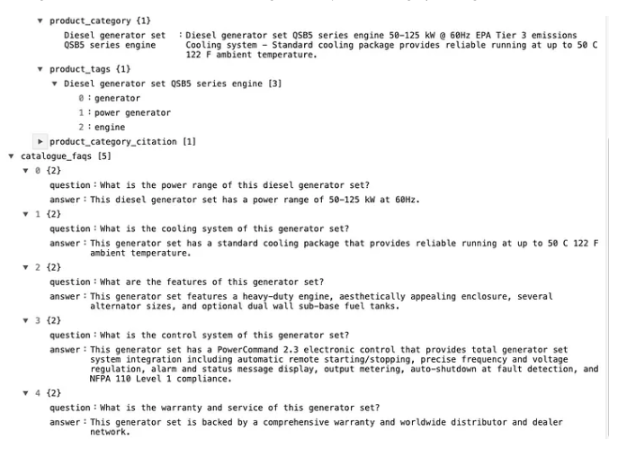 ▼ product_category {1}
Diesel generator set : Diesel generator set QSB5 series engine 50-125 kW @ 60Hz EPA Tier 3 emissions
QSB5 series engine Cooling system - Standard cooling package provides reliable running at up to 50 C
122 F ambient temperature.
▼ product_tags {1}
▼ Diesel generator set QSB5 series engine [3]
0 : generator
1 : power generator
2 : engine
► product_category_citation [1]
▼ catalogue_faqs [5]
▼ 0 {2}
question : What is the power range of this diesel generator set?
answer : This diesel generator set has a power range of 50-125 kW at 60Hz.
▼ 1 {2}
question : What is the cooling system of this generator set?
answer : This generator set has a standard cooling package that provides reliable running at up to 50 C 122 F
ambient temperature.
▼ 2 {2}
question : What are the features of this generator set?
answer : This generator set features a heavy-duty engine, aesthetically appealing enclosure, several
alternator sizes, and optional dual wall sub-base fuel tanks.
▼ 3 {2}
question : What is the control system of this generator set?
answer : This generator set has a PowerCommand 2.3 electronic control that provides total generator set
system integration including automatic remote starting/stopping, precise frequency and voltage
regulation, alarm and status message display, output metering, auto-shutdown at fault detection, and
NFPA 110 Level 1 compliance.
▼ 4 {2}
question : What is the warranty and service of this generator set?
answer : This generator set is backed by a comprehensive warranty and worldwide distributor and dealer
network.